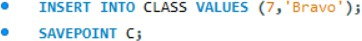 INSERT INTO CLASS VALUES (7,'Bravo');
SAVEPOINT C;